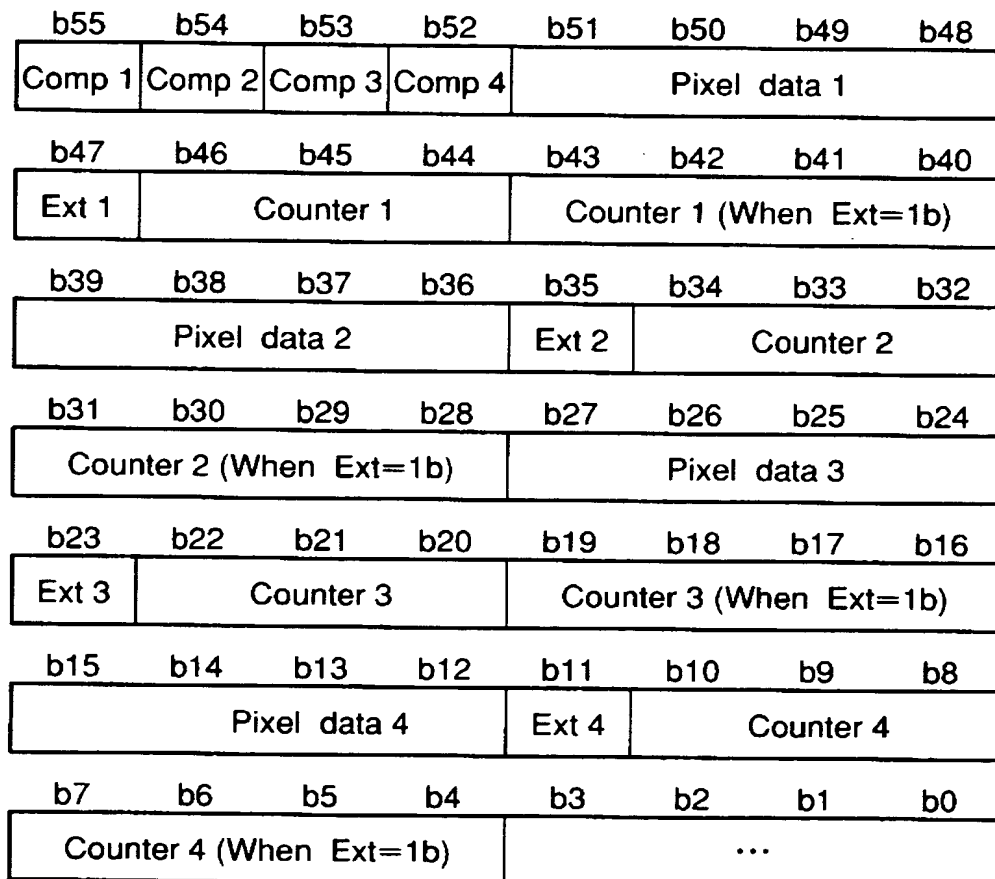 b55 b54 b53 b52 b51 b50 b49 b48
Comp 1 Comp 2 Comp 3 Comp 4 Pixel data 1
b47 b46 b45 b44 b43 b42 b41 b40
Ext 1 Counter 1 Counter 1 (When Ext=1b)
b39 b38 b37 b36 b35 b34 b33 b32
Pixel data 2 Ext 2 Counter 2
b31 b30 b29 b28 b27 b26 b25 b24
Counter 2 (When Ext=1b) Pixel data 3
b23 b22 b21 b20 b19 b18 b17 b16
Ext 3 Counter 3 Counter 3 (When Ext=1b)
b15 b14 b13 b12 b11 b10 b9 b8
Pixel data 4 Ext 4 Counter 4
b7 b6 b5 b4 b3 b2 b1 b0
Counter 4 (When Ext=1b) ...